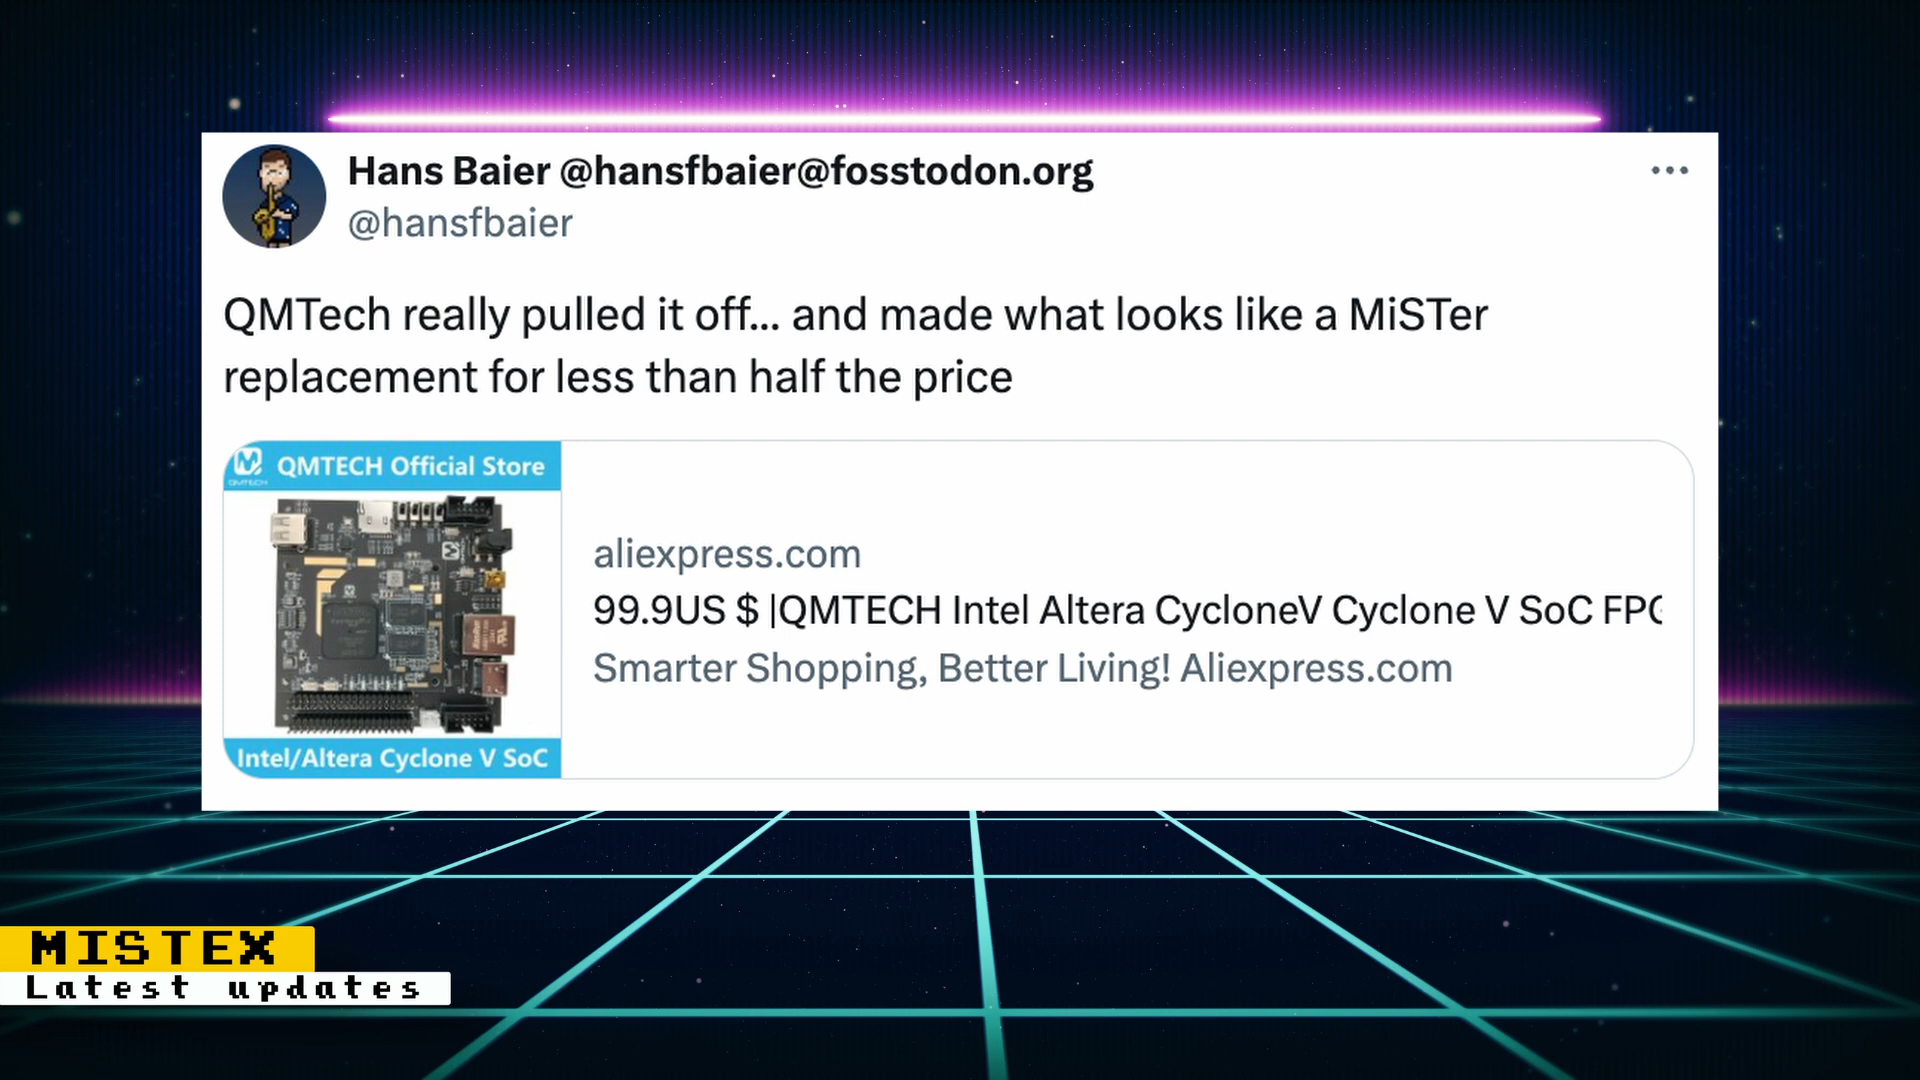 Hans Baier @hansfbaier@fosstodon.org
@hansfbaier
QMTech really pulled it off... and made what looks like a MiSTer
replacement for less than half the price
QMTECH Official Store
QMTECH
Intel/Altera Cyclone V SoC
aliexpress.com
99.9US $ |QMTECH Intel Altera CycloneV Cyclone V SoC FPG
Smarter Shopping, Better Living! Aliexpress.com
MISTEX
Latest updates